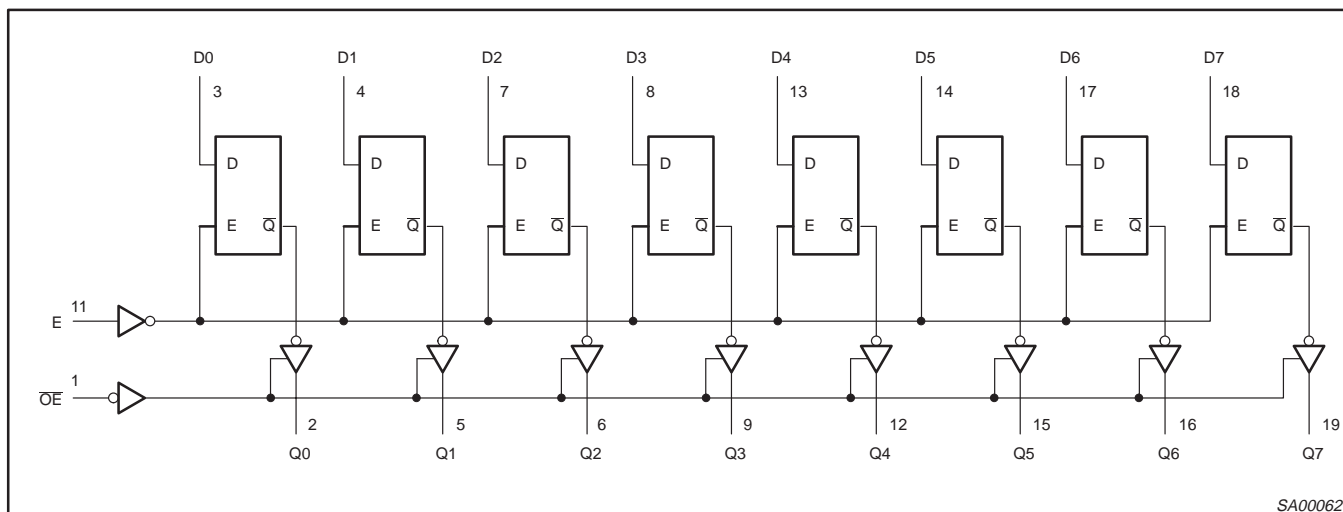 D0 D1 D2 D3 D4 D5 D6 D7
3 4 7 8 13 14 17 18
D D D D D D D D
E Q̅ E Q̅ E Q̅ E Q̅ E Q̅ E Q̅ E Q̅ E Q̅
11
E
1
O̅E̅
2 5 6 9 12 15 16 19
Q0 Q1 Q2 Q3 Q4 Q5 Q6 Q7
SA00062